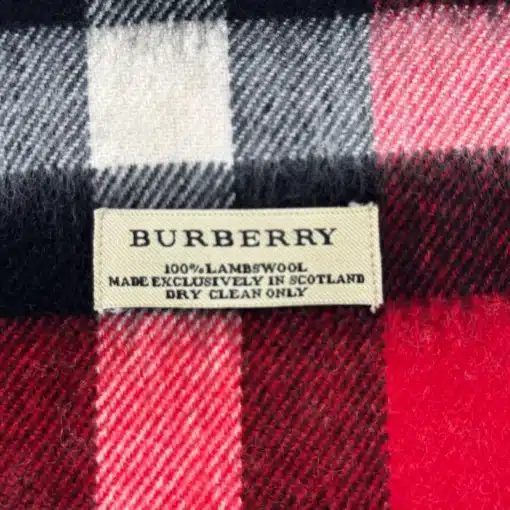 BURBERRY
100% LAMBSWOOL
MADE EXCLUSIVELY IN SCOTLAND
DRY CLEAN ONLY